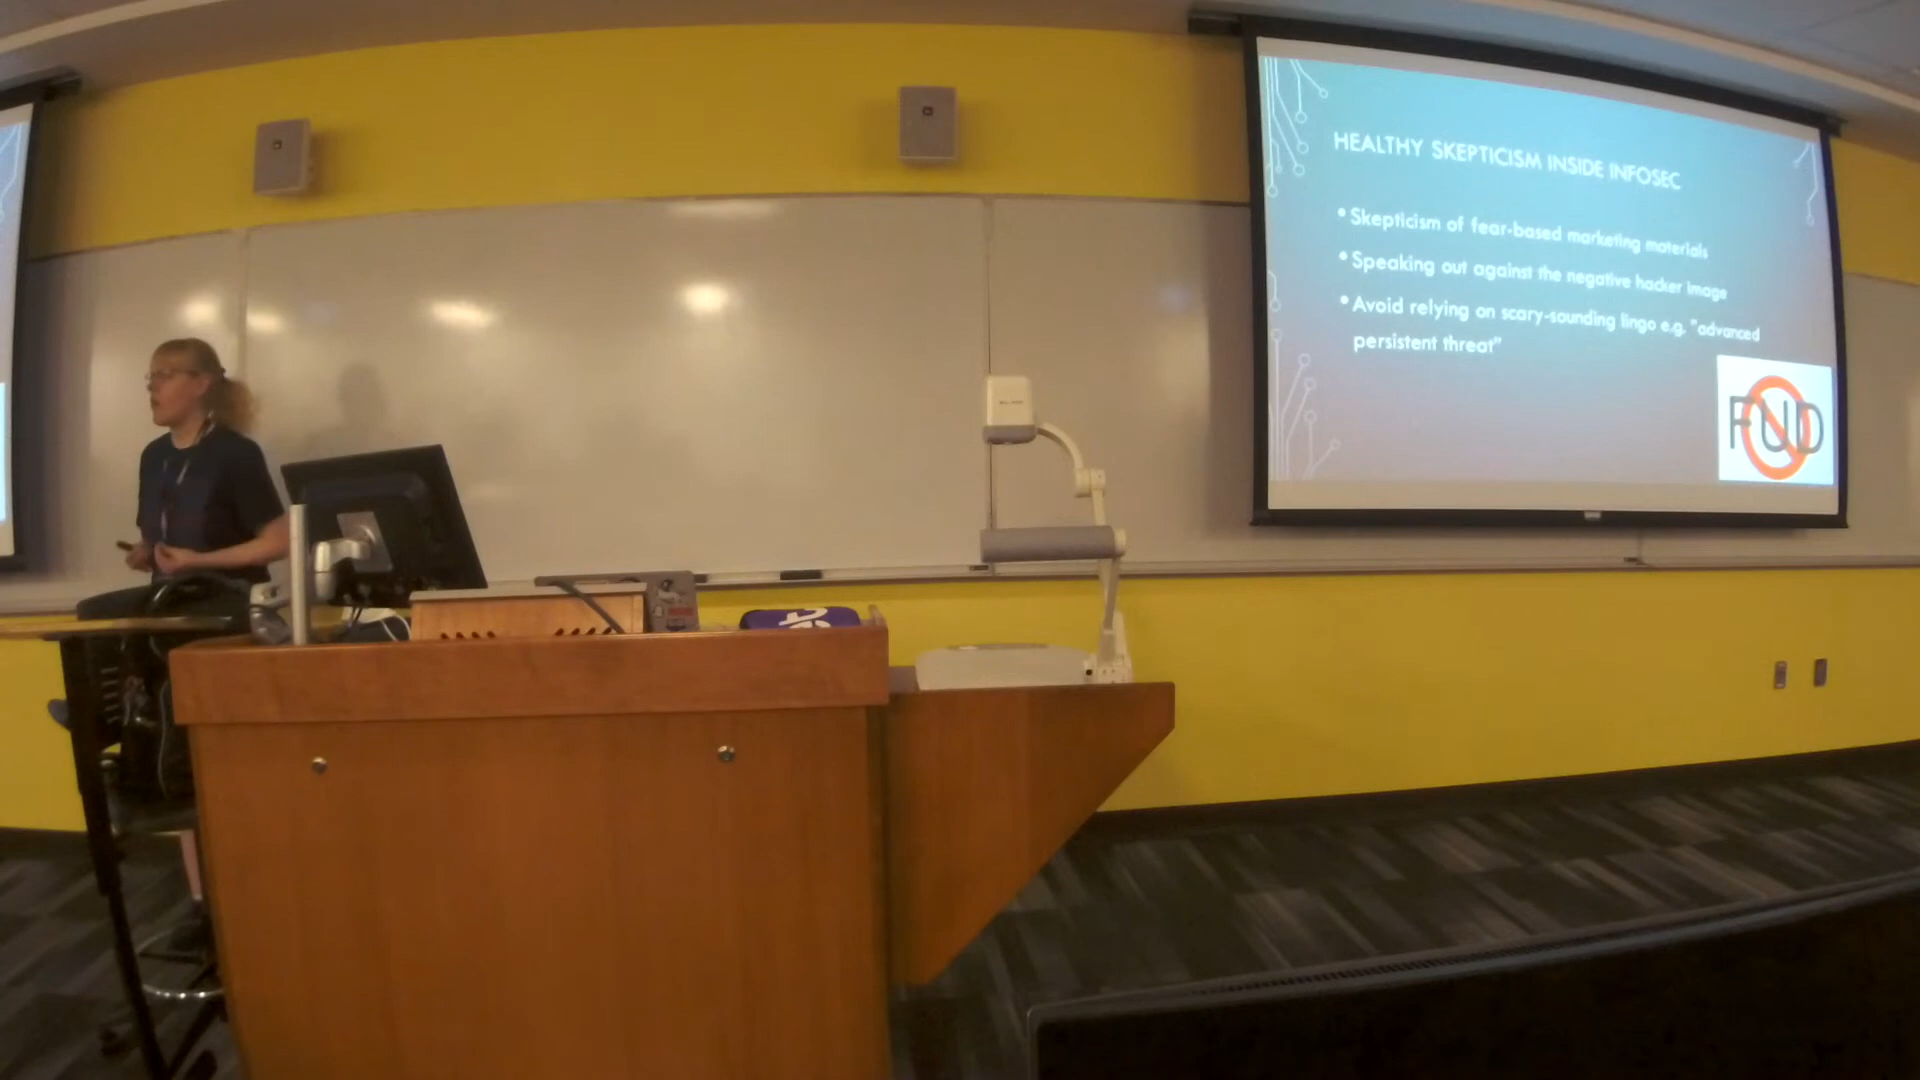 HEALTHY SKEPTICISM INSIDE INFOSEC
• Skepticism of fear-based marketing materials
• Speaking out against the negative hacker image
• Avoid relying on scary-sounding lingo e.g. "advanced
persistent threat"
FUD